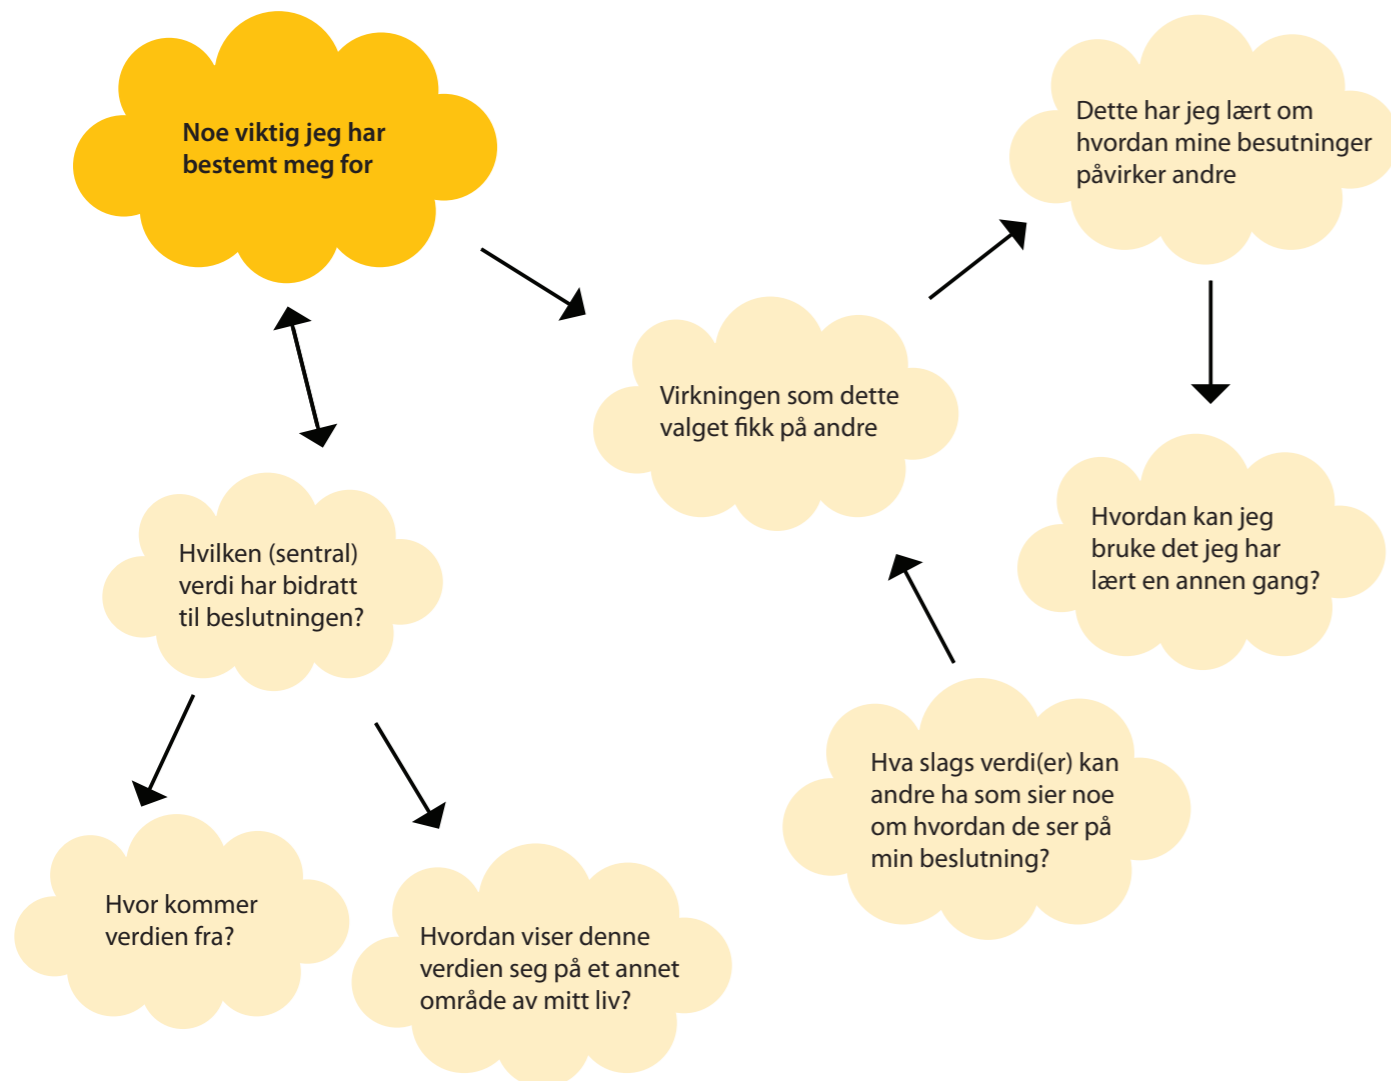 Noe viktig jeg har
bestemt meg for
Dette har jeg lært om
hvordan mine besutninger
påvirker andre
Virkningen som dette
valget fikk på andre
Hvilken (sentral)
verdi har bidratt
til beslutningen?
Hvordan kan jeg
bruke det jeg har
lært en annen gang?
Hva slags verdi(er) kan
andre ha som sier noe
om hvordan de ser på
min beslutning?
Hvor kommer
verdien fra?
Hvordan viser denne
verdien seg på et annet
område av mitt liv?